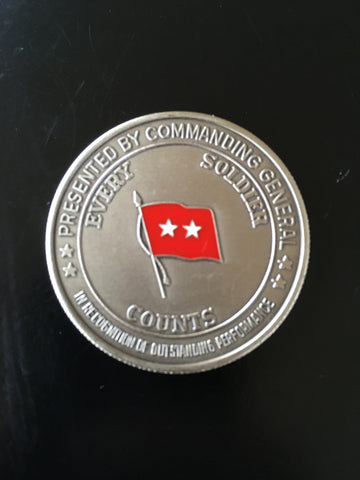 PRESENTED BY COMMANDING GENERAL
EVERY SOLDIER
COUNTS
IN RECOGNITION OF OUTSTANDING PERFORMANCE